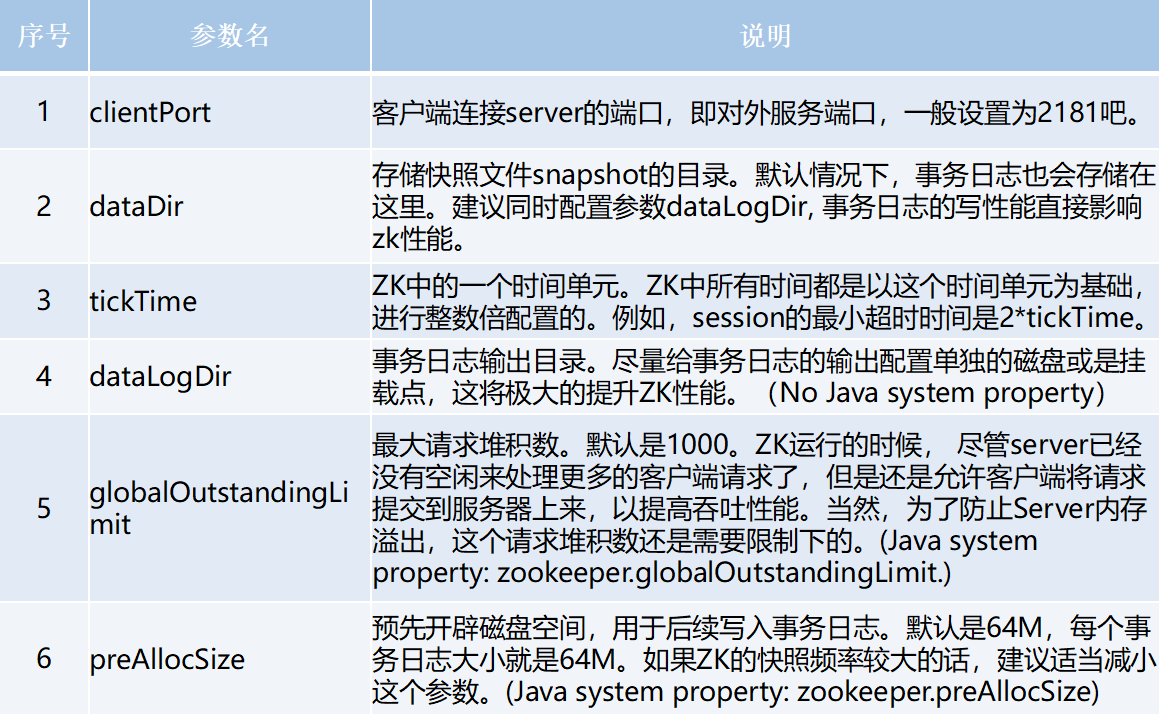 序号 参数名 说明
1 clientPort 客户端连接server的端口，即对外服务端口，一般设置为2181吧。
2 dataDir
存储快照文件snapshot的目录。默认情况下，事务日志也会存储在
这里。建议同时配置参数dataLogDir, 事务日志的写性能直接影响
zk性能。
3 tickTime
ZK中的一个时间单元。ZK中所有时间都是以这个时间单元为基础，
进行整数倍配置的。例如，session的最小超时时间是2*tickTime。
4 dataLogDir
事务日志输出目录。尽量给事务日志的输出配置单独的磁盘或是挂
载点，这将极大的提升ZK性能。（No Java system property）
5 globalOutstandingLi
mit
最大请求堆积数。默认是1000。ZK运行的时候， 尽管server已经
没有空闲来处理更多的客户端请求了，但是还是允许客户端将请求
提交到服务器上来，以提高吞吐性能。当然，为了防止Server内存
溢出，这个请求堆积数还是需要限制下的。(Java system
property: zookeeper.globalOutstandingLimit.)
6 preAllocSize
预先开辟磁盘空间，用于后续写入事务日志。默认是64M，每个事
务日志大小就是64M。如果ZK的快照频率较大的话，建议适当减小
这个参数。(Java system property: zookeeper.preAllocSize)